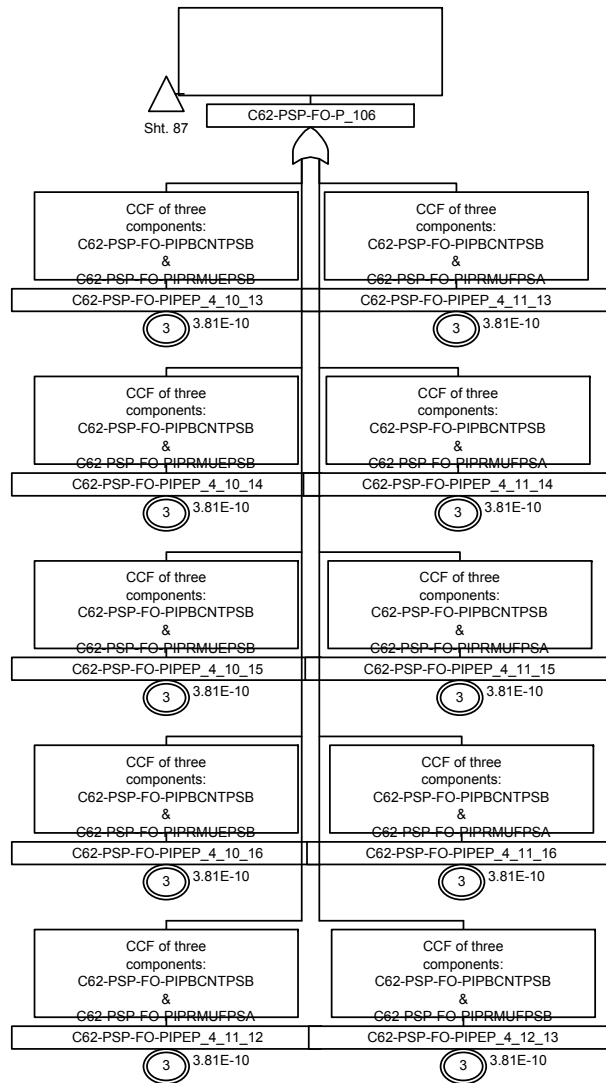 C62-PSP-FO-P_106
Sht. 87
CCF of three
components:
C62-PSP-FO-PIPBCNTPSB
&
C62-PSP-FO-PIPRMUEPSB
C62-PSP-FO-PIPEP_4_10_13
3
3.81E-10
CCF of three
components:
C62-PSP-FO-PIPBCNTPSB
&
C62-PSP-FO-PIPRMUFPSA
C62-PSP-FO-PIPEP_4_11_13
3
3.81E-10
CCF of three
components:
C62-PSP-FO-PIPBCNTPSB
&
C62-PSP-FO-PIPRMUEPSB
C62-PSP-FO-PIPEP_4_10_14
3
3.81E-10
CCF of three
components:
C62-PSP-FO-PIPBCNTPSB
&
C62-PSP-FO-PIPRMUFPSA
C62-PSP-FO-PIPEP_4_11_14
3
3.81E-10
CCF of three
components:
C62-PSP-FO-PIPBCNTPSB
&
C62-PSP-FO-PIPRMUEPSB
C62-PSP-FO-PIPEP_4_10_15
3
3.81E-10
CCF of three
components:
C62-PSP-FO-PIPBCNTPSB
&
C62-PSP-FO-PIPRMUFPSA
C62-PSP-FO-PIPEP_4_11_15
3
3.81E-10
CCF of three
components:
C62-PSP-FO-PIPBCNTPSB
&
C62-PSP-FO-PIPRMUEPSB
C62-PSP-FO-PIPEP_4_10_16
3
3.81E-10
CCF of three
components:
C62-PSP-FO-PIPBCNTPSB
&
C62-PSP-FO-PIPRMUFPSA
C62-PSP-FO-PIPEP_4_11_16
3
3.81E-10
CCF of three
components:
C62-PSP-FO-PIPBCNTPSB
&
C62-PSP-FO-PIPRMUFPSA
C62-PSP-FO-PIPEP_4_11_12
3
3.81E-10
CCF of three
components:
C62-PSP-FO-PIPBCNTPSB
&
C62-PSP-FO-PIPRMUFPSB
C62-PSP-FO-PIPEP_4_12_13
3
3.81E-10